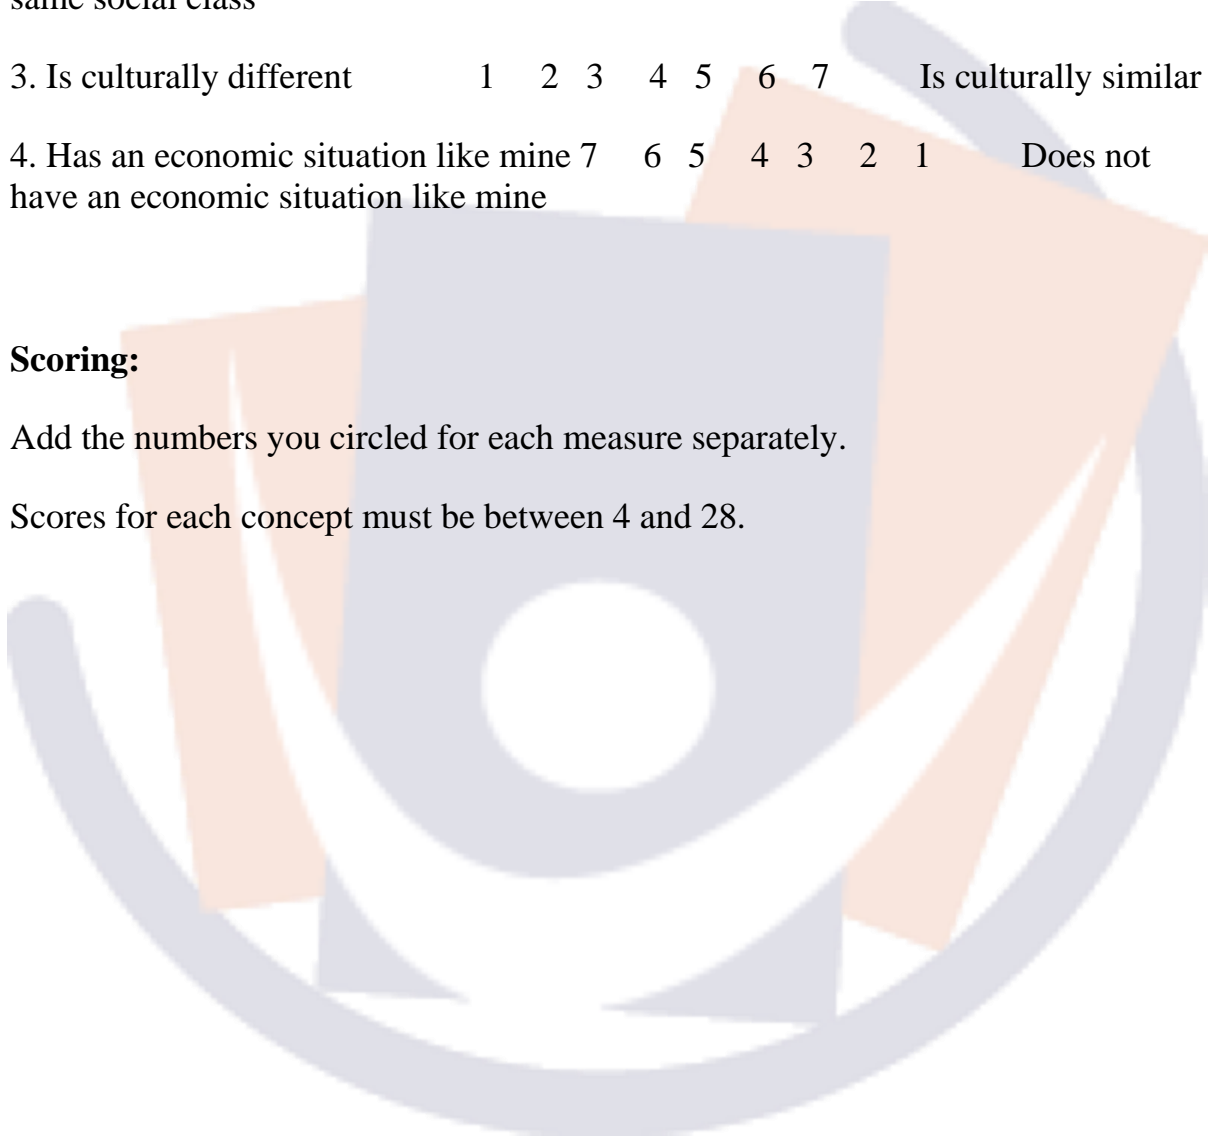 same social class
3. Is culturally different 1 2 3 4 5 6 7 Is culturally similar
4. Has an economic situation like mine 7 6 5 4 3 2 1 Does not
have an economic situation like mine
Scoring:
Add the numbers you circled for each measure separately.
Scores for each concept must be between 4 and 28.